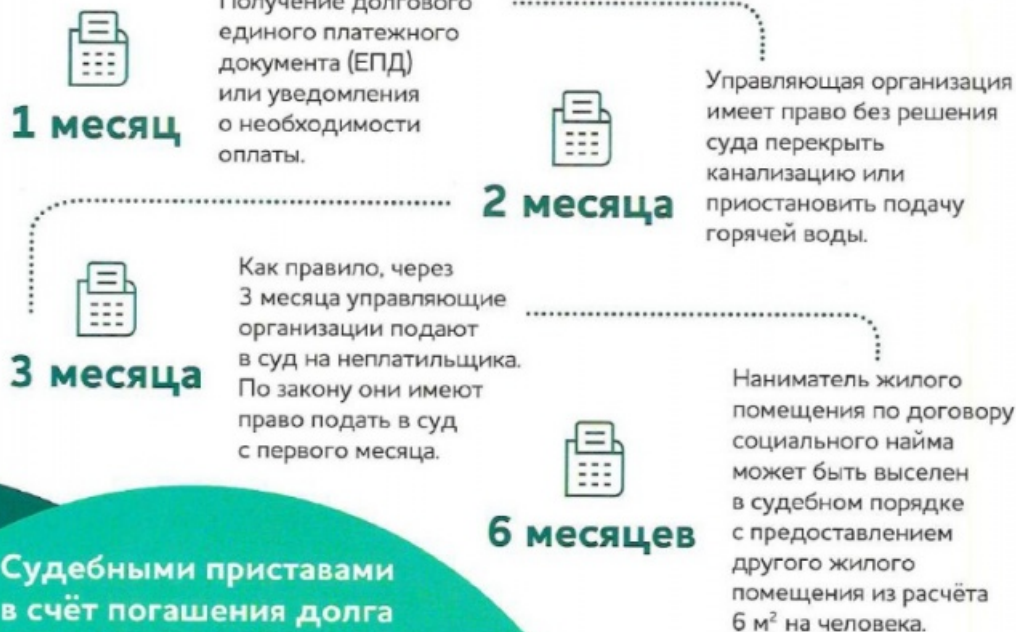 Получение долгового
единого платежного
документа (ЕПД)
или уведомления
о необходимости
оплаты.
1 месяц
Управляющая организация
имеет право без решения
суда перекрыть
канализацию или
приостановить подачу
горячей воды.
2 месяца
Как правило, через
3 месяца управляющие
организации подают
в суд на неплатильщика.
По закону они имеют
право подать в суд
с первого месяца.
3 месяца
Наниматель жилого
помещения по договору
социального найма
может быть выселен
в судебном порядке
с предоставлением
другого жилого
помещения из расчёта
6 м² на человека.
6 месяцев
Судебными приставами
в счёт погашения долга